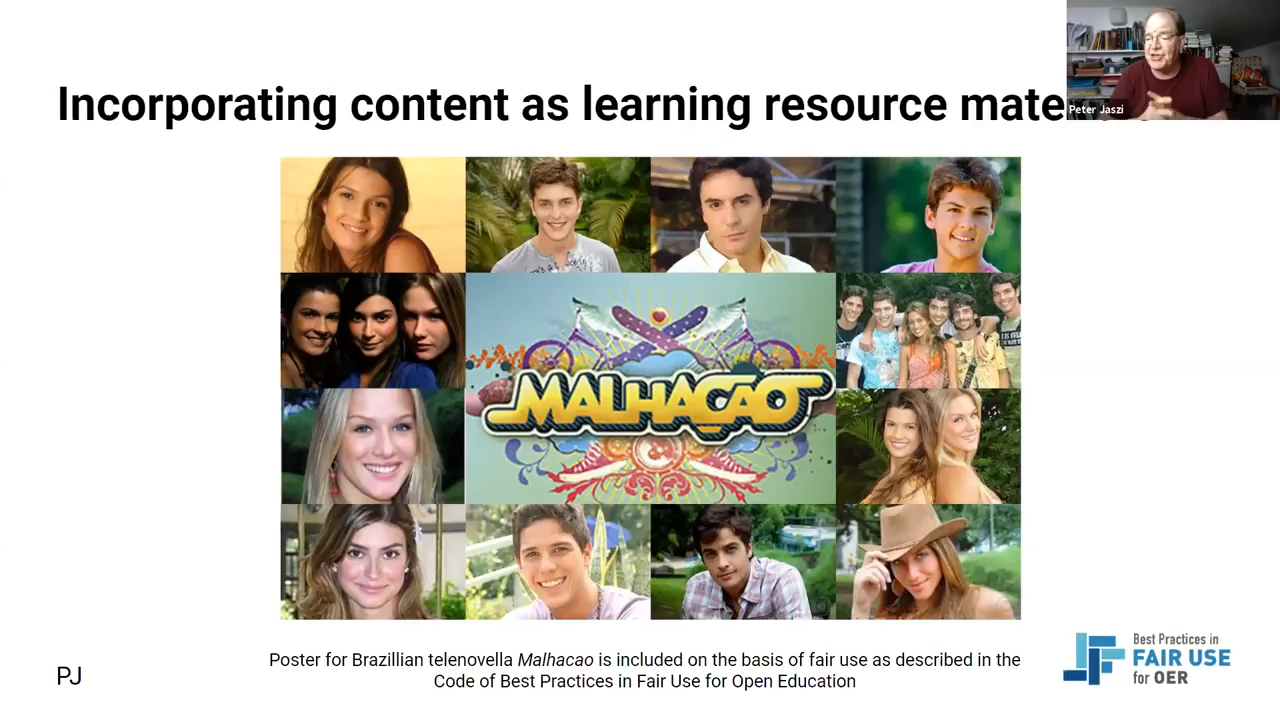 Incorporating content as learning resource mate
Peter Jaszi
MALHAÇÃO
Poster for Brazillian telenovella Malhacao is included on the basis of fair use as described in the
Code of Best Practices in Fair Use for Open Education
PJ
Best Practices in
FAIR USE
for OER